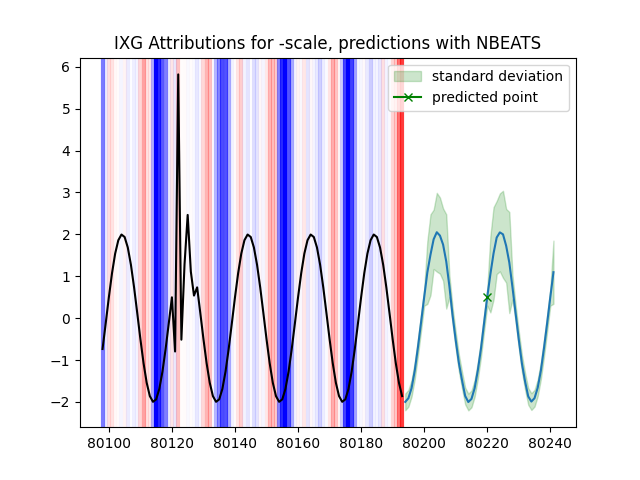 IXG Attributions for -scale, predictions with NBEATS
standard deviation
predicted point
6
5
4
3
2
1
0
−1
−2
80100 80120 80140 80160 80180 80200 80220 80240